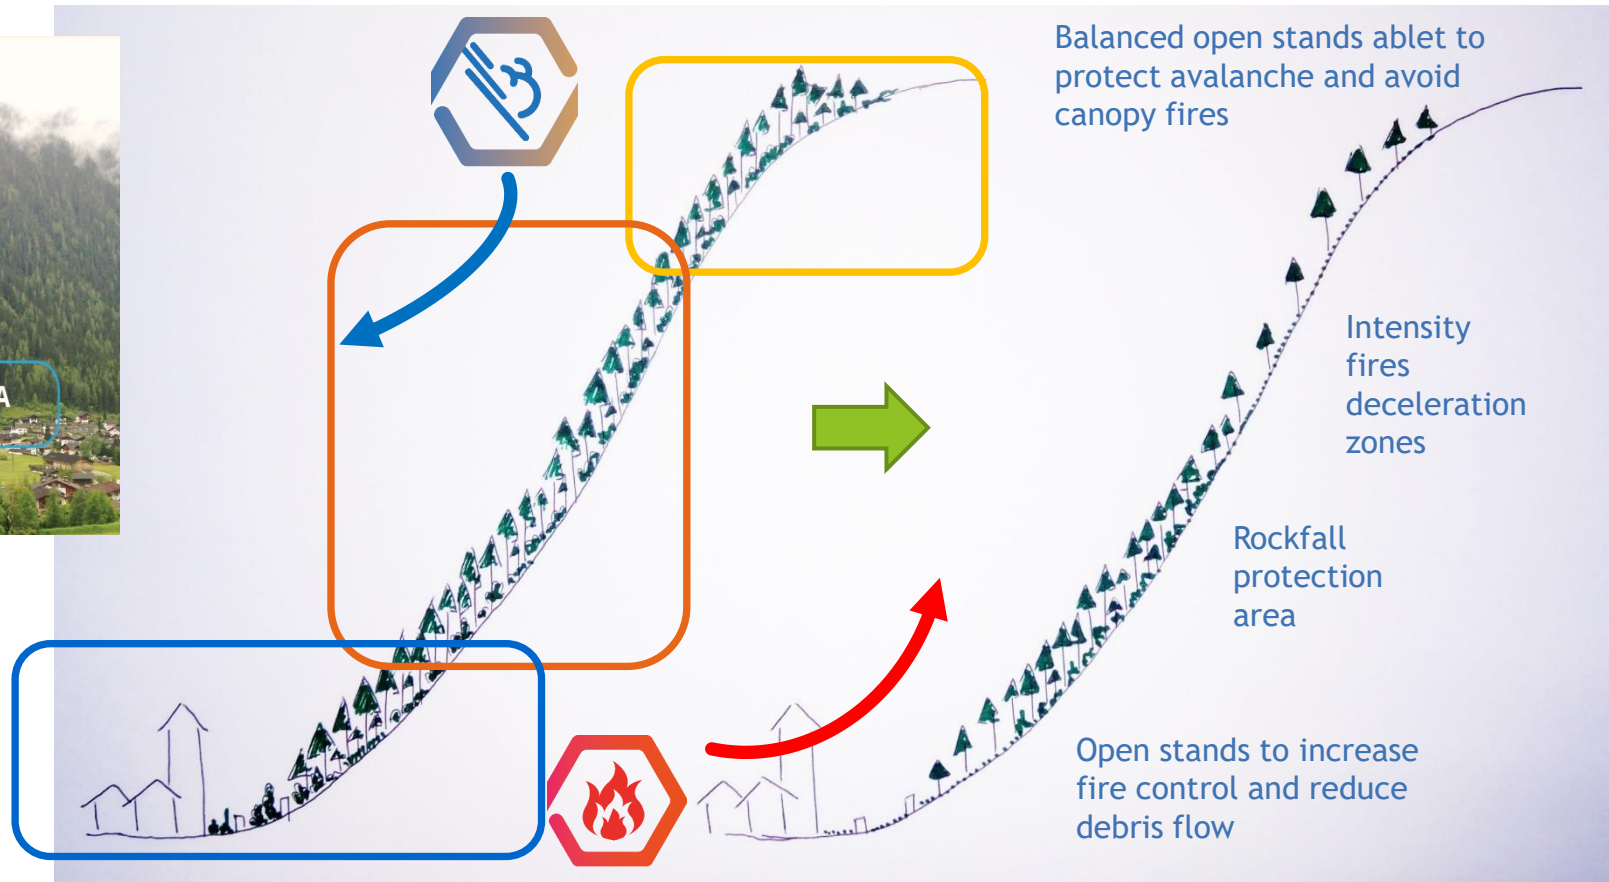 Balanced open stands ablet to
protect avalanche and avoid
canopy fires
Intensity
fires
deceleration
zones
A
Rockfall
protection
area
Open stands to increase
fire control and reduce
debris flow